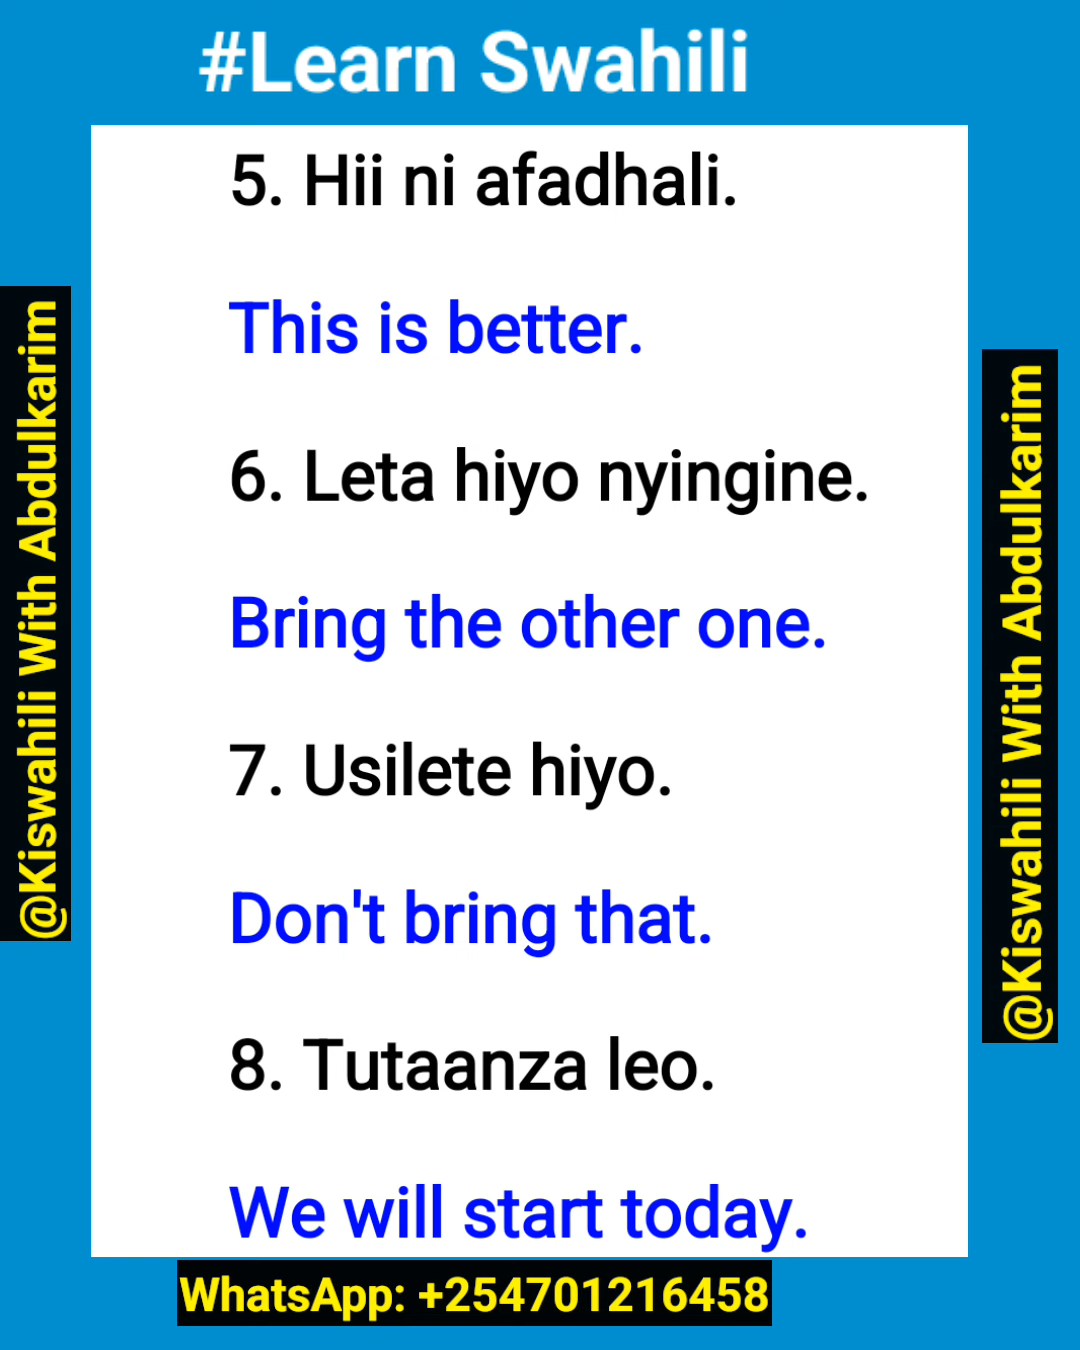 #Learn Swahili
5. Hii ni afadhali.
This is better.
6. Leta hiyo nyingine.
Bring the other one.
7. Usilete hiyo.
Don't bring that.
8. Tutaanza leo.
We will start today.
@Kiswahili With Abdulkarim
@Kiswahili With Abdulkarim
WhatsApp: +254701216458